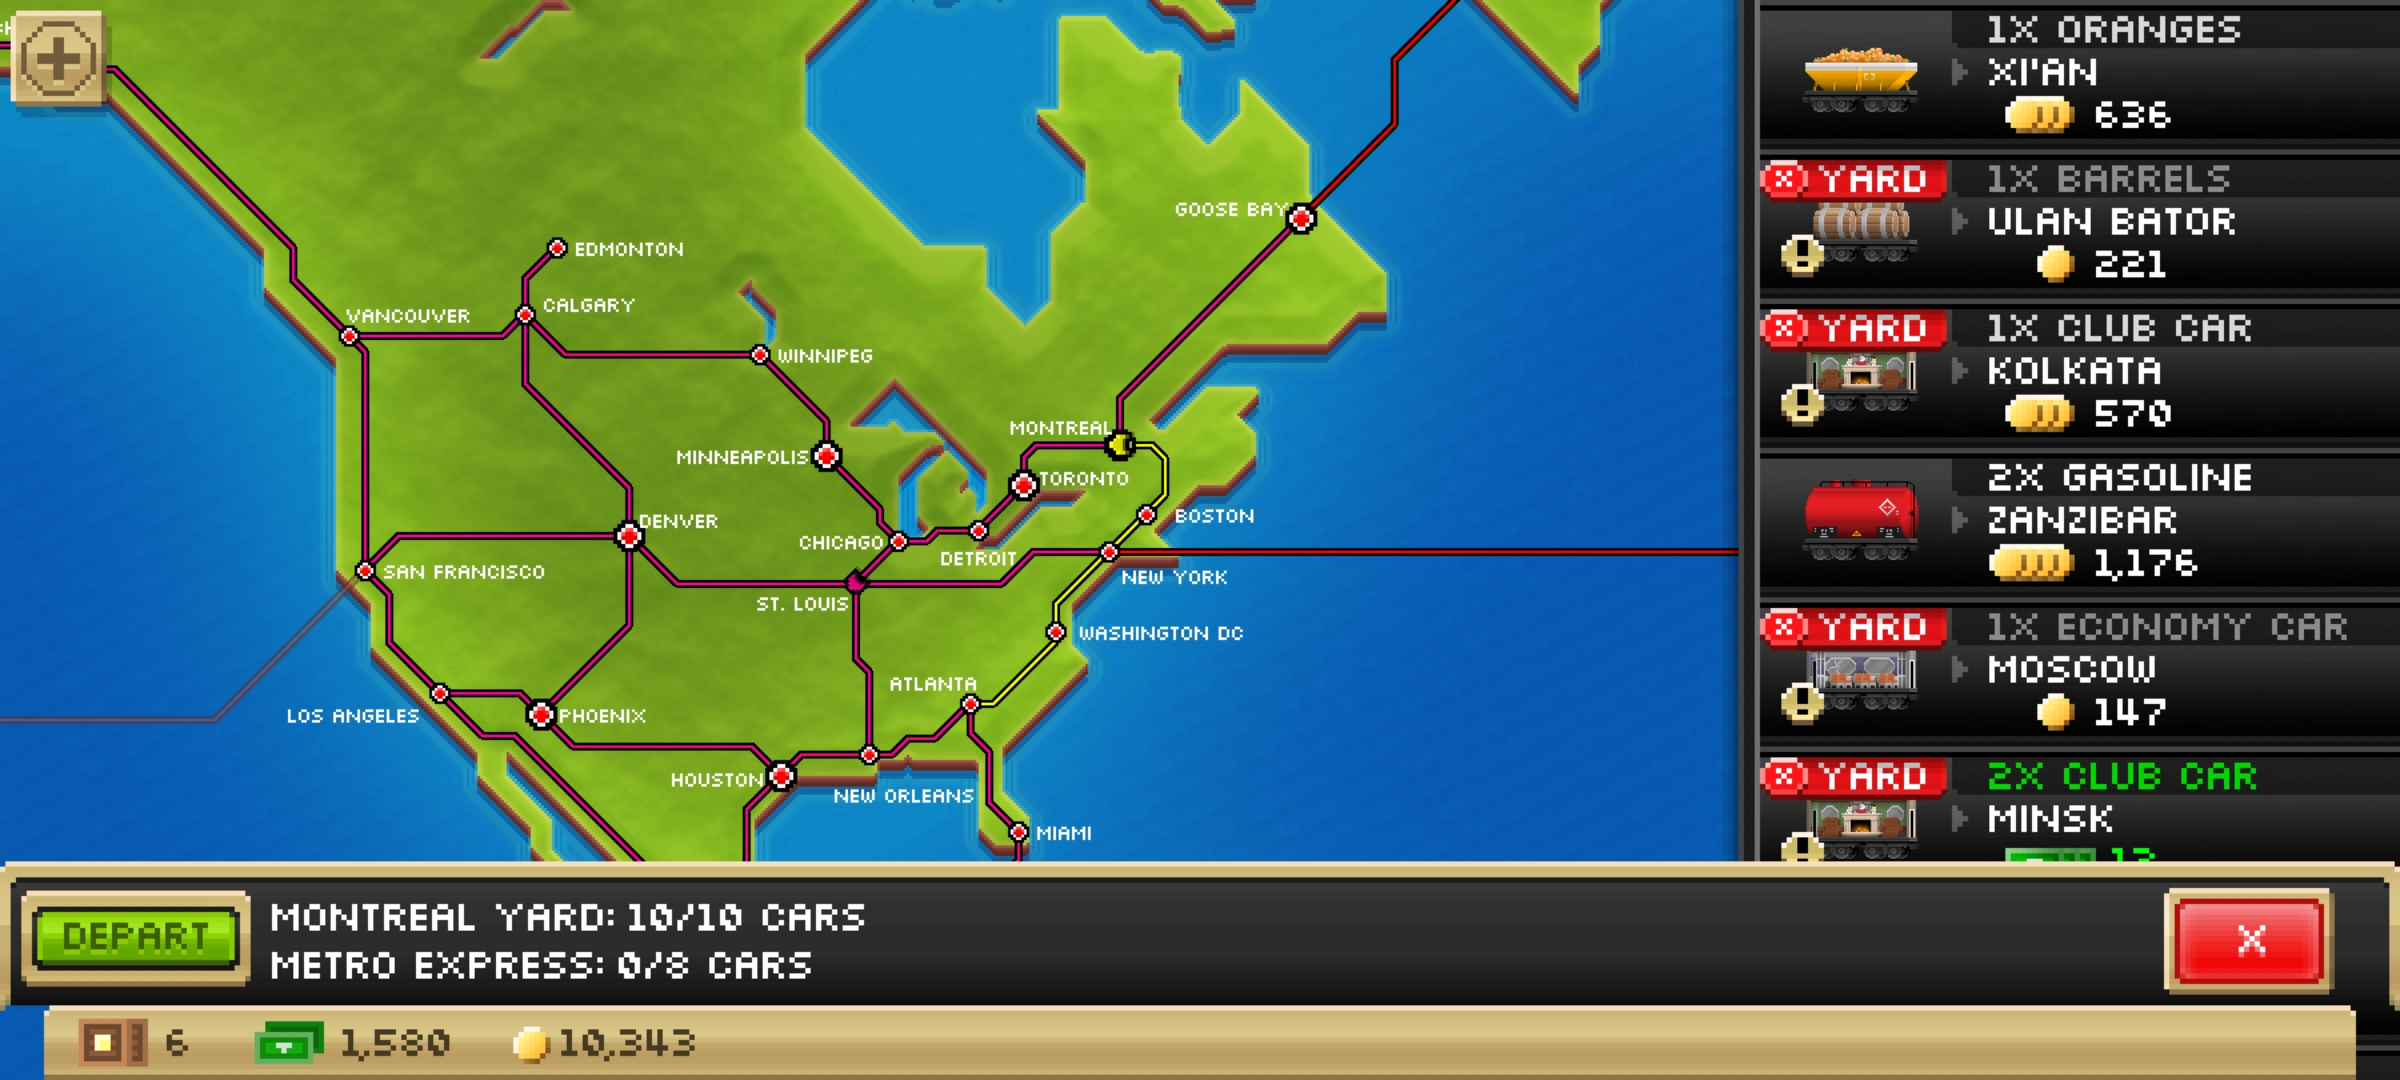 1X ORANGES
XI'AN
636
YARD
1X BARRELS
ULAN BATOR
221
YARD
1X CLUB CAR
KOLKATA
570
2X GASOLINE
ZANZIBAR
1,176
YARD
1X ECONOMY CAR
MOSCOW
147
YARD
2X CLUB CAR
MINSK
GOOSE BAY
EDMONTON
CALGARY
VANCOUVER
WINNIPEG
MONTREAL
MINNEAPOLIS
TORONTO
DENVER
BOSTON
CHICAGO
DETROIT
SAN FRANCISCO
NEW YORK
ST. LOUIS
WASHINGTON DC
ATLANTA
LOS ANGELES
PHOENIX
HOUSTON
NEW ORLEANS
MIAMI
DEPART
MONTREAL YARD: 10/10 CARS
METRO EXPRESS: 0/8 CARS
X
6
1,580
10,343